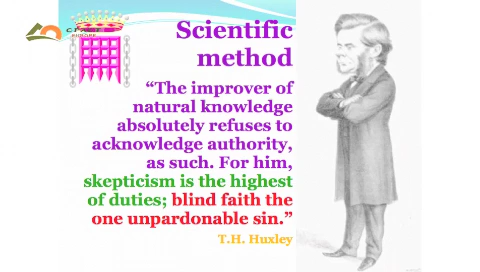 Scientific
method
“The improver of
natural knowledge
absolutely refuses to
acknowledge authority,
as such. For him,
skepticism is the highest
of duties; blind faith the
one unpardonable sin.”
T.H. Huxley